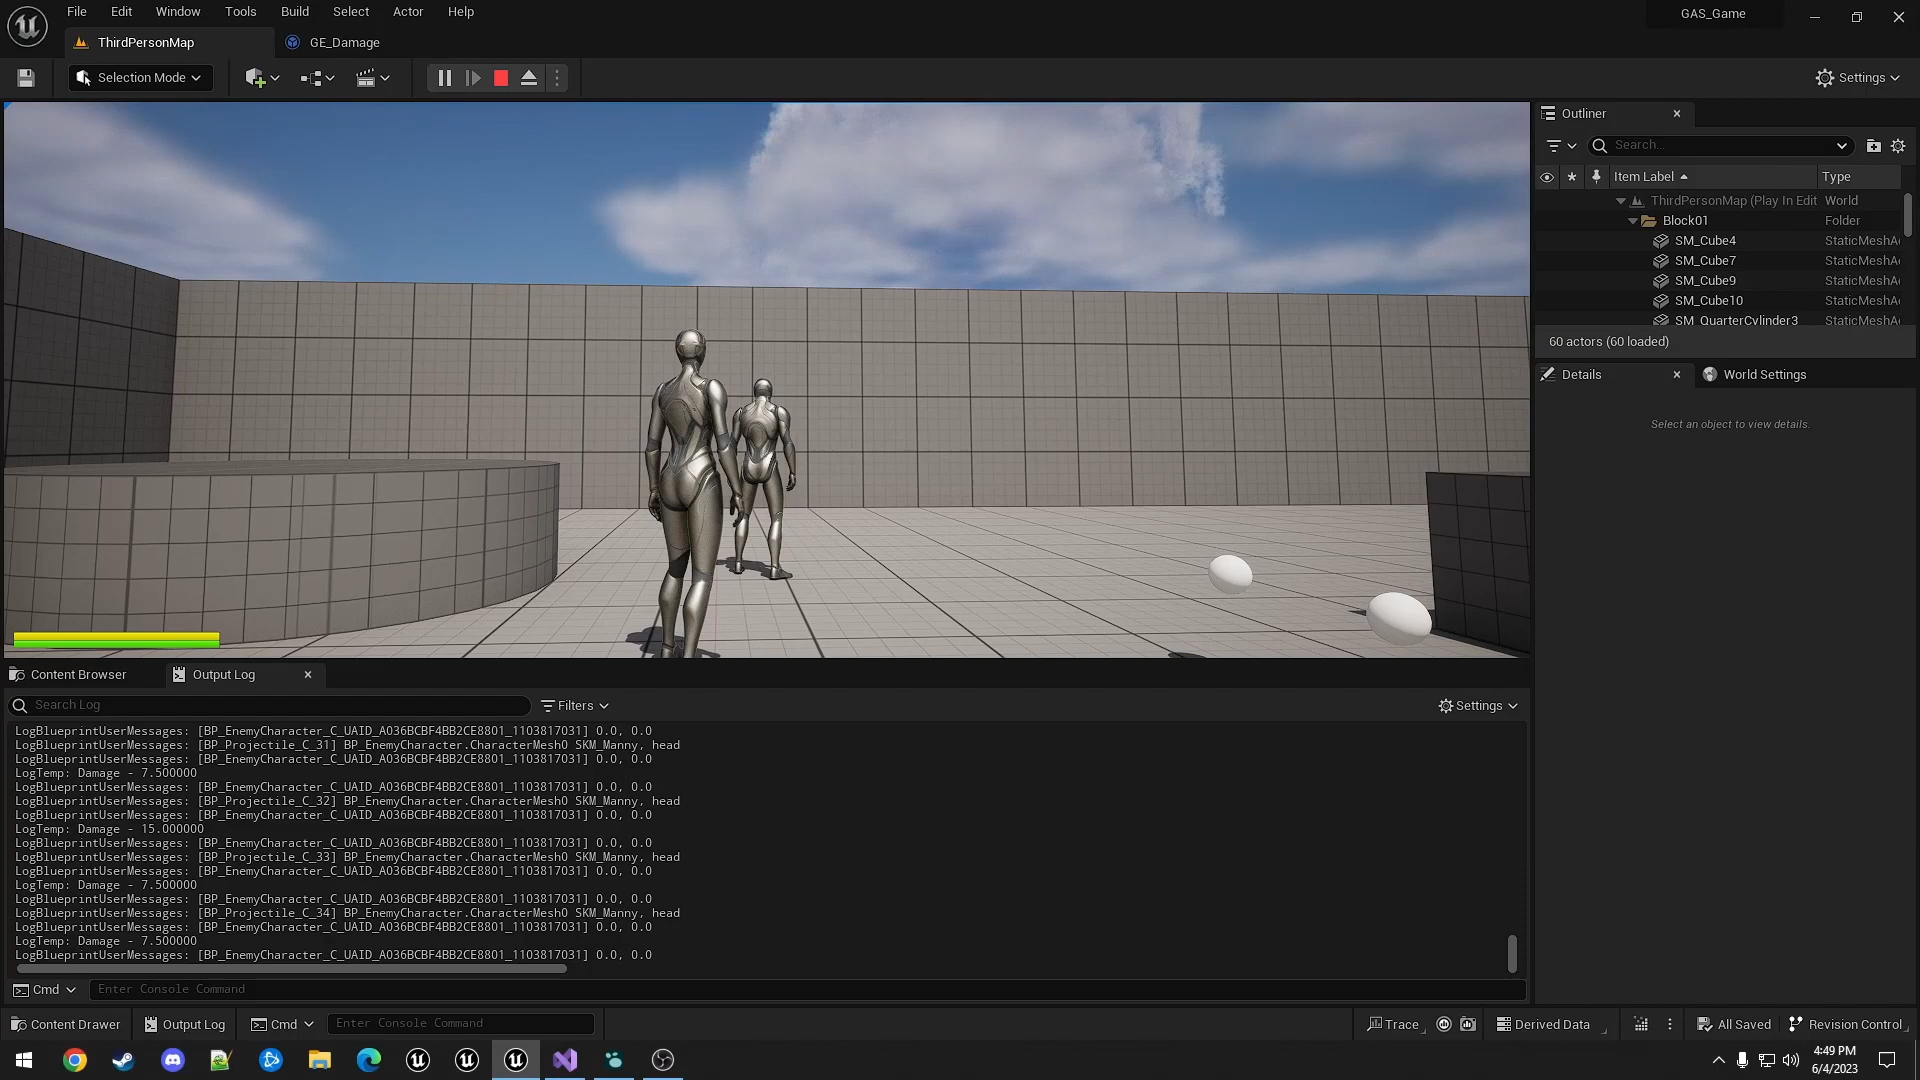 File Edit Window Tools Build Select Actor Help
GAS_Game
ThirdPersonMap
GE_Damage
Selection Mode
Settings
Outliner
Search...
Item Label Type
ThirdPersonMap (Play In Edit World
Block01 Folder
SM_Cube4 StaticMeshA
SM_Cube7 StaticMeshA
SM_Cube9 StaticMeshA
SM_Cube10 StaticMeshA
SM_QuarterCylinder3 StaticMeshA
60 actors (60 loaded)
Details
World Settings
Select an object to view details.
Content Browser
Output Log
Search Log
Filters
Settings
LogBlueprintUserMessages: [BP_EnemyCharacter_C_UAID_A036BCBF4BB2CE8801_1103817031] 0.0, 0.0
LogBlueprintUserMessages: [BP_Projectile_C_31] BP_EnemyCharacter.CharacterMesh0 SKM_Manny, head
LogBlueprintUserMessages: [BP_EnemyCharacter_C_UAID_A036BCBF4BB2CE8801_1103817031] 0.0, 0.0
LogTemp: Damage - 7.500000
LogBlueprintUserMessages: [BP_EnemyCharacter_C_UAID_A036BCBF4BB2CE8801_1103817031] 0.0, 0.0
LogBlueprintUserMessages: [BP_Projectile_C_32] BP_EnemyCharacter.CharacterMesh0 SKM_Manny, head
LogBlueprintUserMessages: [BP_EnemyCharacter_C_UAID_A036BCBF4BB2CE8801_1103817031] 0.0, 0.0
LogTemp: Damage - 15.000000
LogBlueprintUserMessages: [BP_EnemyCharacter_C_UAID_A036BCBF4BB2CE8801_1103817031] 0.0, 0.0
LogBlueprintUserMessages: [BP_Projectile_C_33] BP_EnemyCharacter.CharacterMesh0 SKM_Manny, head
LogBlueprintUserMessages: [BP_EnemyCharacter_C_UAID_A036BCBF4BB2CE8801_1103817031] 0.0, 0.0
LogTemp: Damage - 7.500000
LogBlueprintUserMessages: [BP_EnemyCharacter_C_UAID_A036BCBF4BB2CE8801_1103817031] 0.0, 0.0
LogBlueprintUserMessages: [BP_Projectile_C_34] BP_EnemyCharacter.CharacterMesh0 SKM_Manny, head
LogBlueprintUserMessages: [BP_EnemyCharacter_C_UAID_A036BCBF4BB2CE8801_1103817031] 0.0, 0.0
LogTemp: Damage - 7.500000
LogBlueprintUserMessages: [BP_EnemyCharacter_C_UAID_A036BCBF4BB2CE8801_1103817031] 0.0, 0.0
Cmd Enter Console Command
Content Drawer Output Log Cmd Enter Console Command Trace Derived Data All Saved Revision Control
4:49 PM
6/4/2023